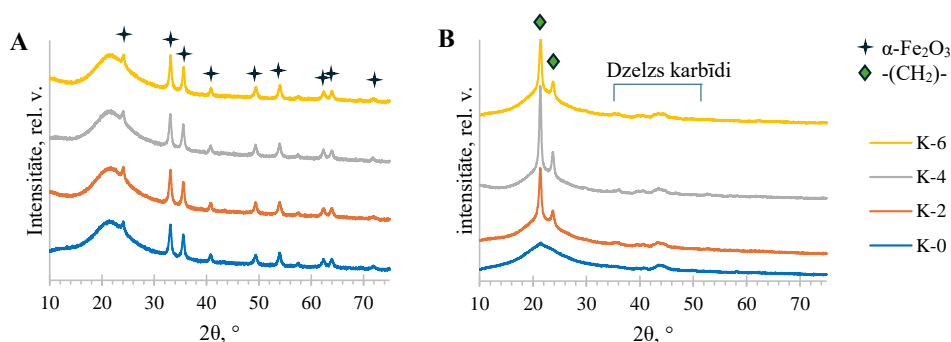 A
B
Intensitāte, rel. v.
intensitāte, rel. v.
Dzelzs karbīdi
α-Fe₂O₃
-(CH₂)-
K-6
K-4
K-2
K-0
10 20 30 40 50 60 70
10 20 30 40 50 60 70
2θ, °
2θ, °